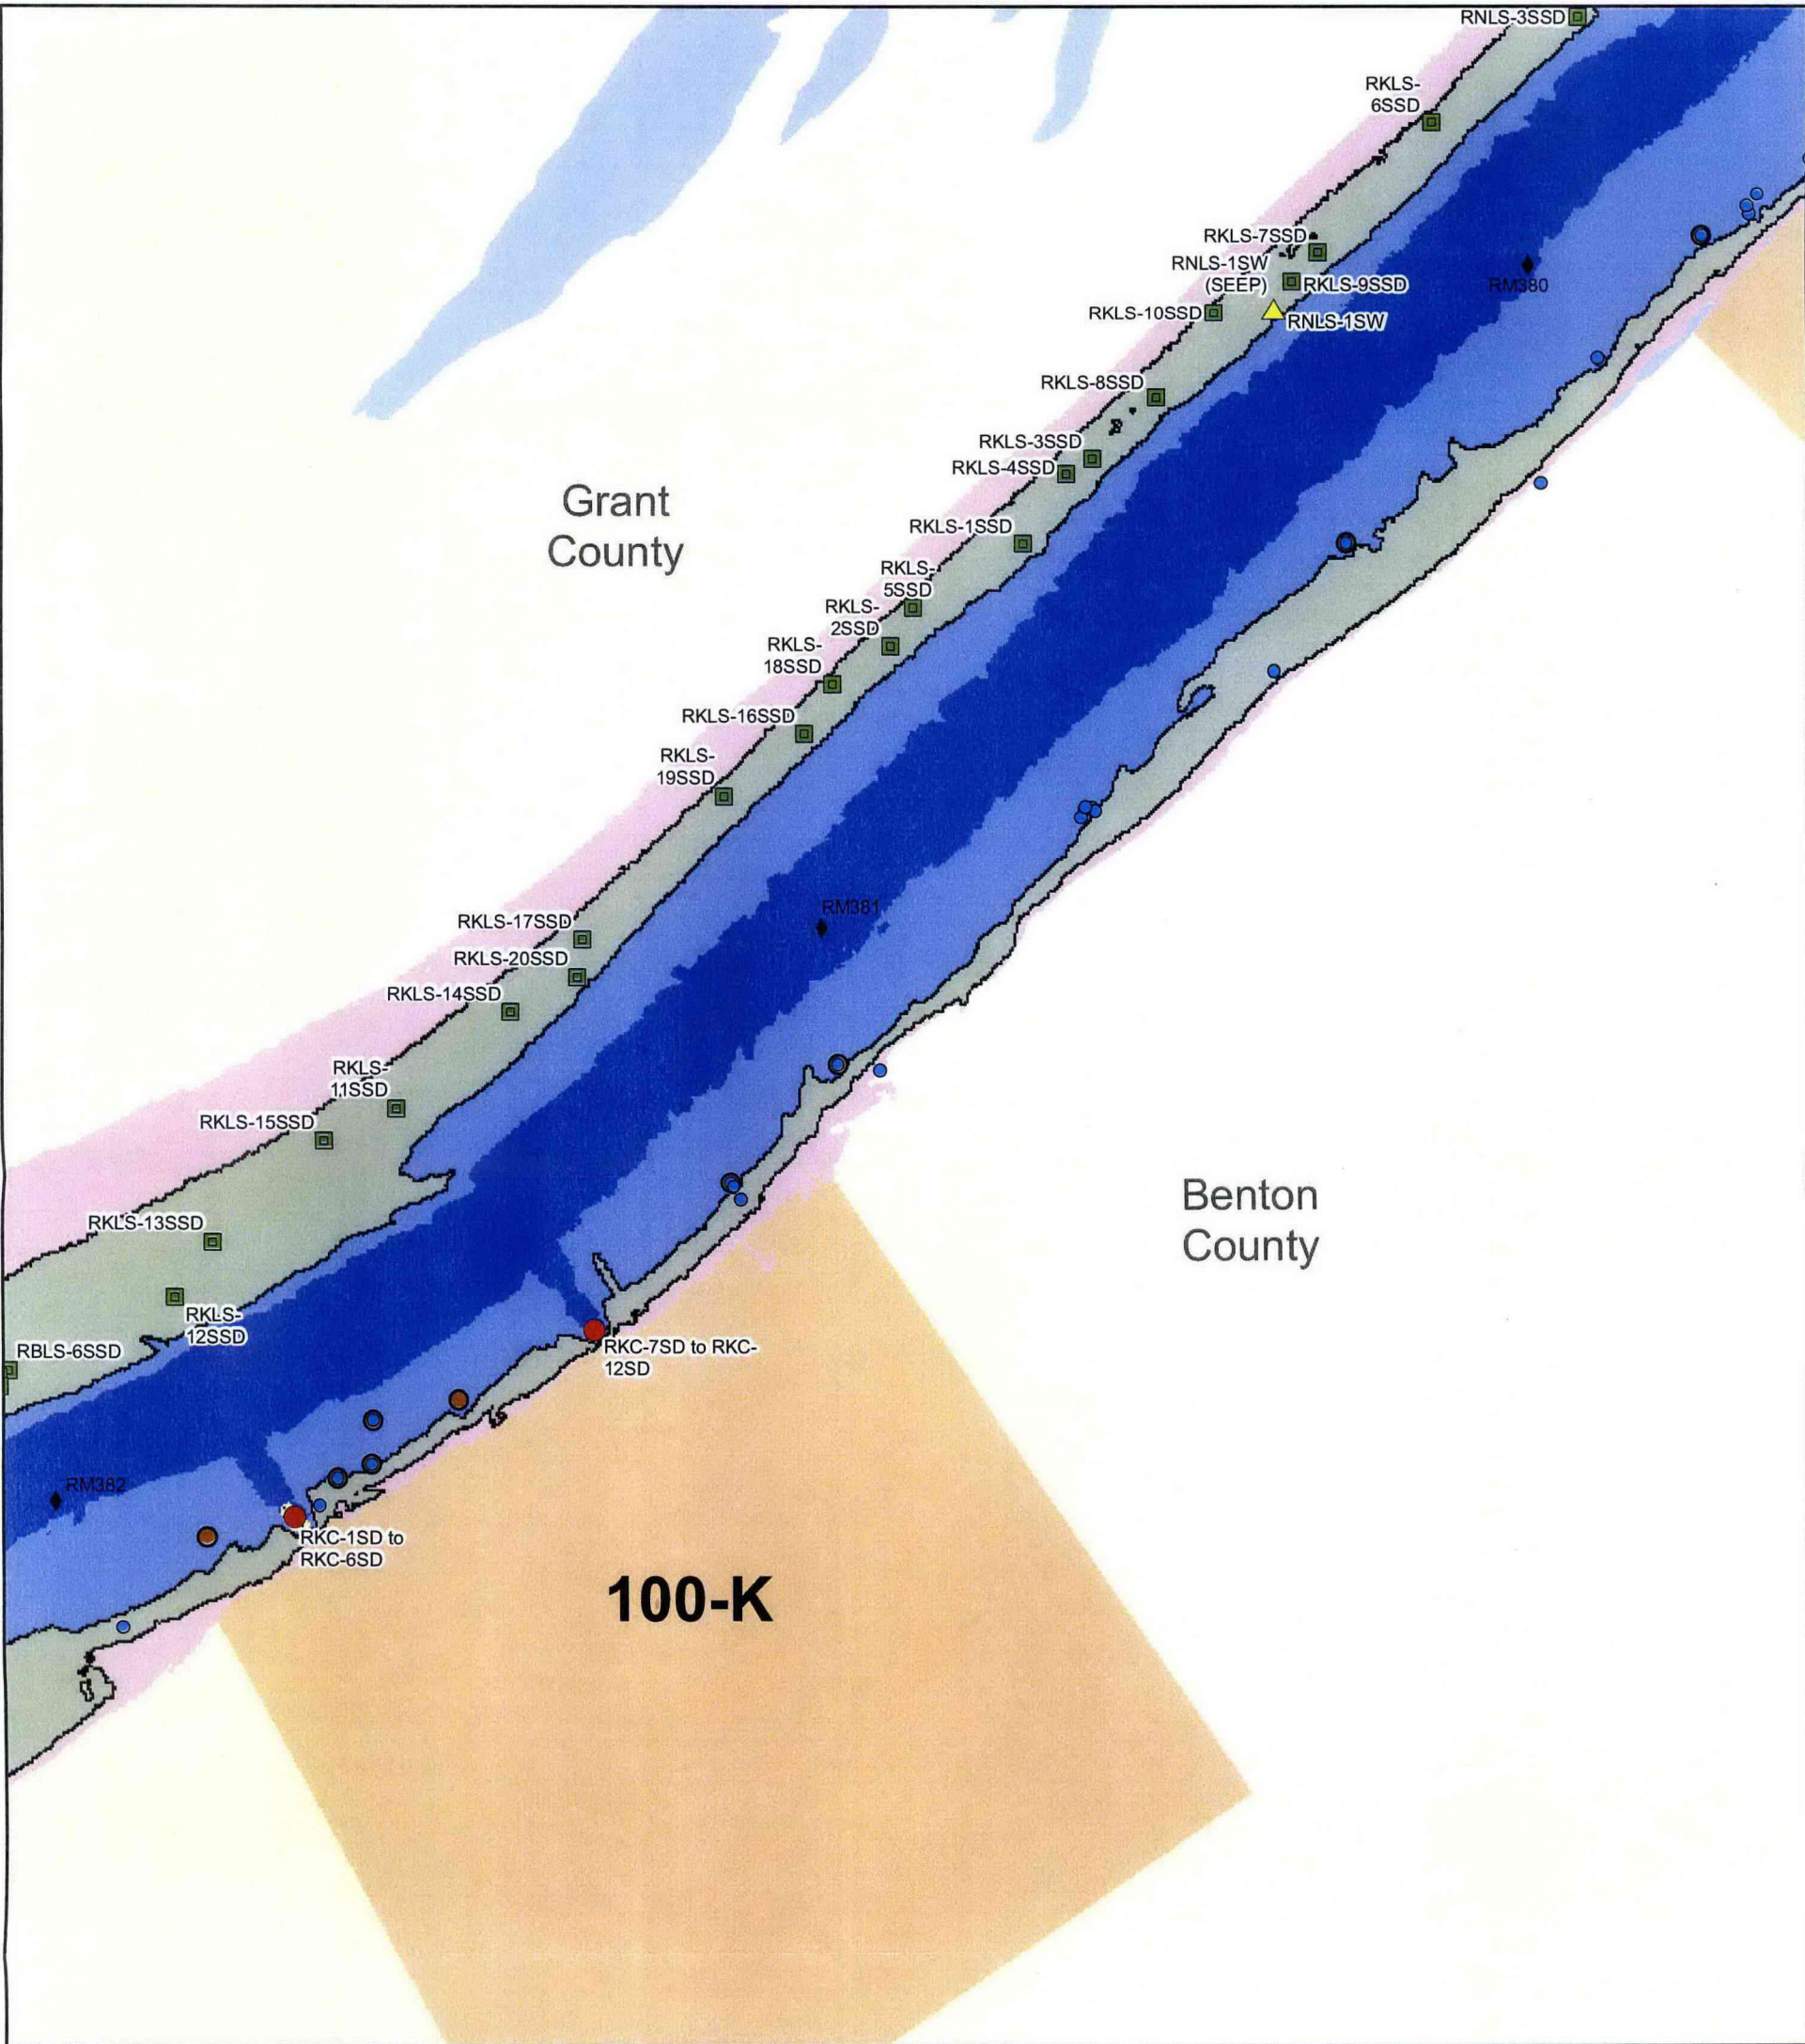 RNLS-3SSD
RKLS-
6SSD
RKLS-7SSD
RNLS-1SW
(SEEP)
RKLS-9SSD
RM380
RKLS-10SSD
RNLS-1SW
RKLS-8SSD
RKLS-3SSD
RKLS-4SSD
Grant
County
RKLS-1SSD
RKLS-
5SSD
RKLS-
2SSD
RKLS-
18SSD
RKLS-16SSD
RKLS-
19SSD
RM381
RKLS-17SSD
RKLS-20SSD
RKLS-14SSD
RKLS-
11SSD
RKLS-15SSD
Benton
County
RKLS-13SSD
RKLS-
12SSD
RBLS-6SSD
RKC-7SD to RKC-
12SD
RM382
RKC-1SD to
RKC-6SD
100-K